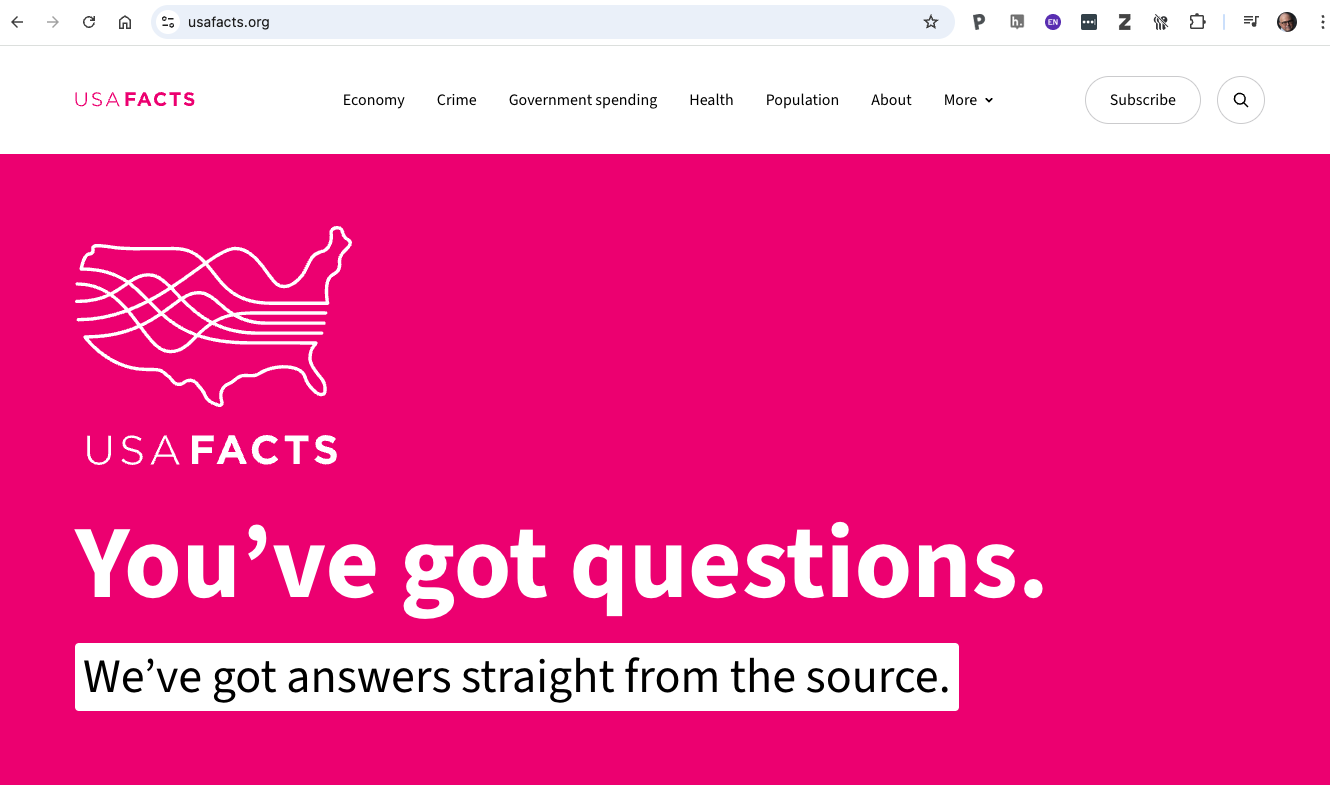 usafacts.org
EN
USAFACTS
Economy Crime Government spending Health Population About More
Subscribe
USAFACTS
You’ve got questions.
We’ve got answers straight from the source.